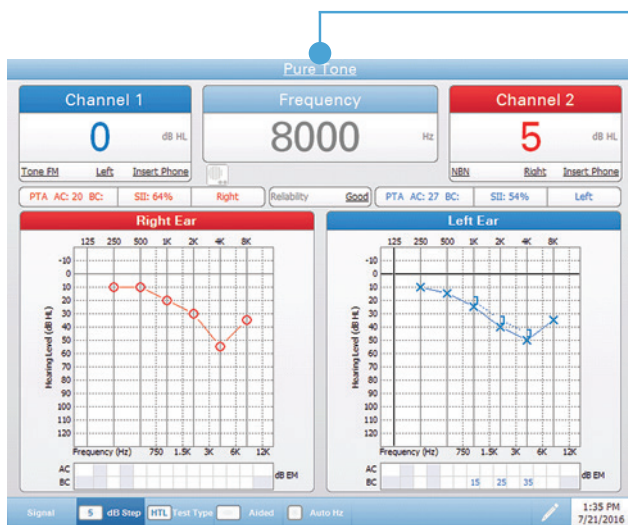 Pure Tone
Channel 1
Frequency
Channel 2
0 dB HL
8000 Hz
5 dB HL
Tone FM Left Insert Phone
NBN Right Insert Phone
PTA AC: 20 BC: SII: 64% Right
Reliability Good
PTA AC: 27 BC: SII: 54% Left
Right Ear
125 250 500 1K 2K 4K 8K
Hearing Level (dB HL)
-10
0
10
20
30
40
50
60
70
80
90
100
110
120
Frequency (Hz) 750 1.5K 3K 6K 12K
AC
BC
dB EM
Left Ear
125 250 500 1K 2K 4K 8K
Hearing Level (dB HL)
-10
0
10
20
30
40
50
60
70
80
90
100
110
120
Frequency (Hz) 750 1.5K 3K 6K 12K
AC
BC 15 25 35
dB EM
Signal 5 dB Step HTL Test Type Aided Auto Hz
1:35 PM
7/21/2016